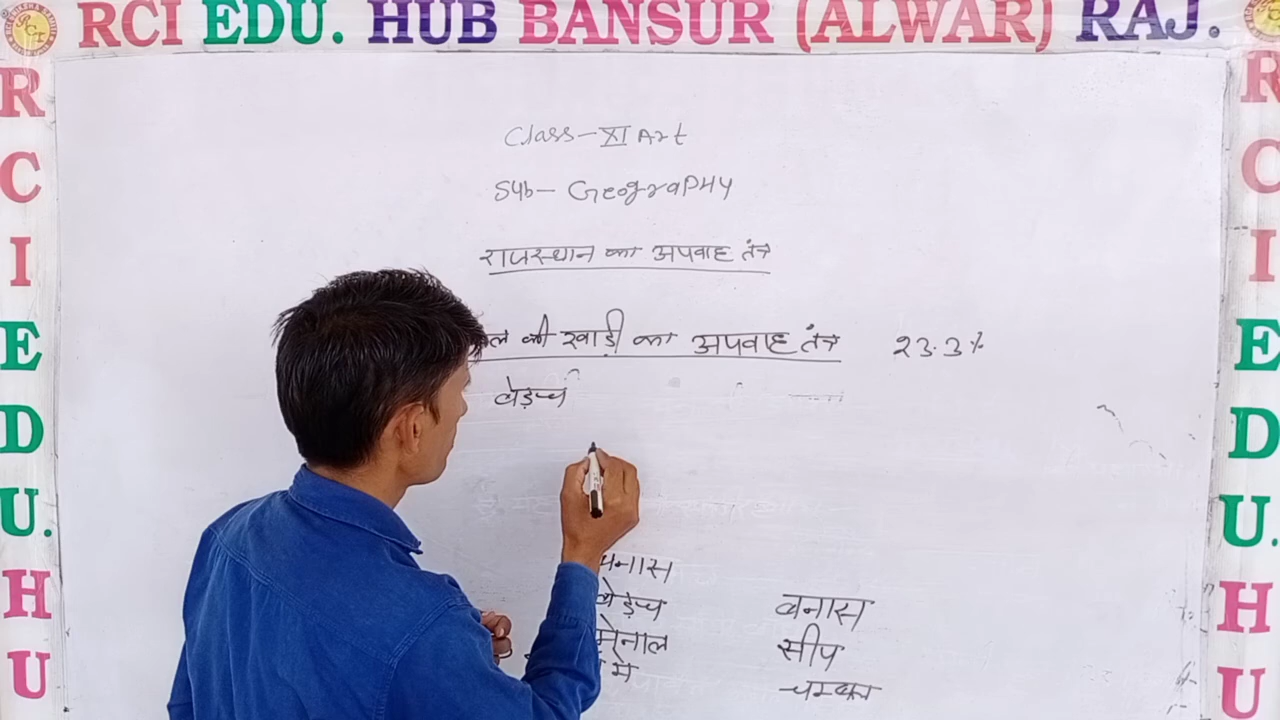 RCI EDU. HUB BANSUR (ALWAR) RAJ.
R C I E D U. H U
Class-XI Art
Sub- Geography
राजस्थान का अपवाह तंत्र
की खाड़ी का अपवाह तंत्र 23.3%
बेड़च
बनास
बेड़च बनास
मेनाल सीप
में चम्बल
R C I E D U. H U